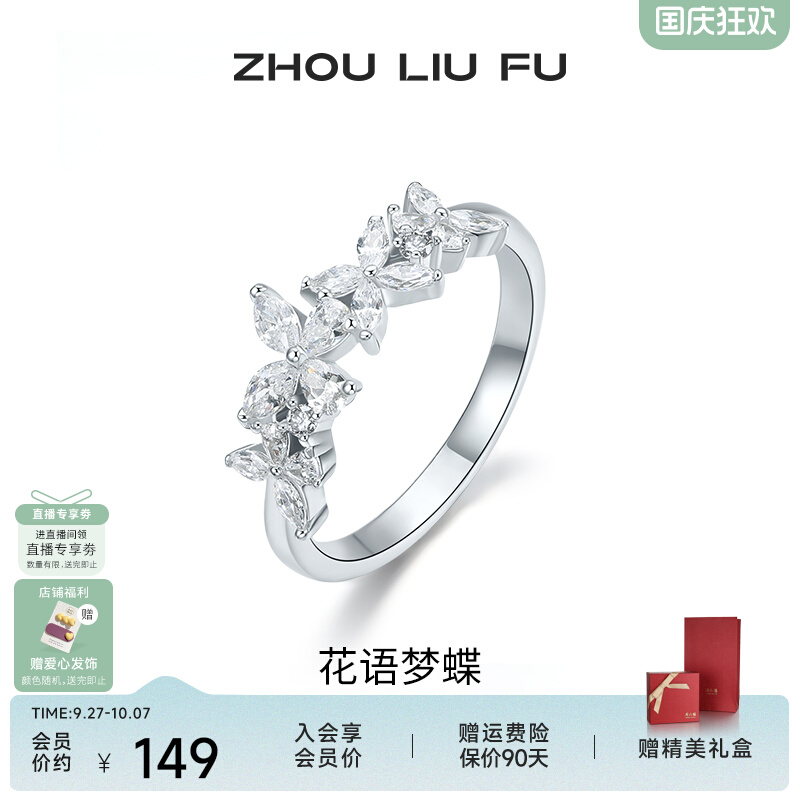 国庆狂欢
ZHOU LIU FU
直播专享券
进直播间领
直播专享券
数量有限,送完即止
店铺福利
赠
赠爱心发饰
颜色随机,送完即止
花语梦蝶
TIME:9.27-10.07
会员
价约
¥ 149
入会享
会员价
赠运费险
保价90天
赠精美礼盒